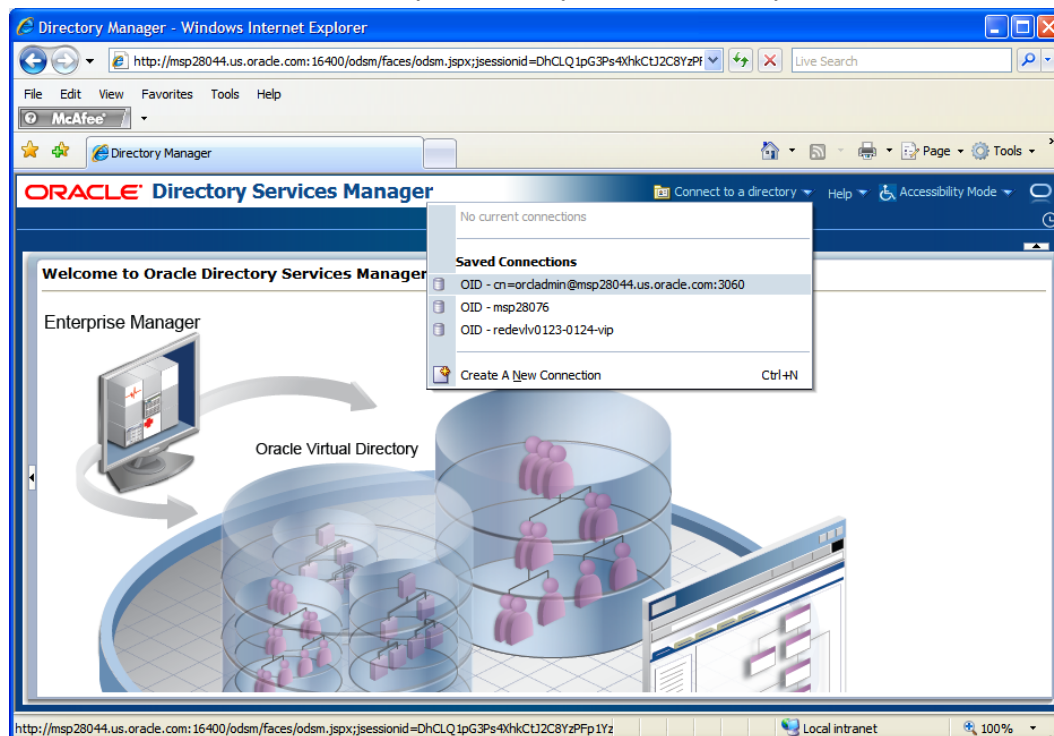 Directory Manager - Windows Internet Explorer
http://msp28044.us.oracle.com:16400/odsm/faces/odsm.jspx;jsessionid=DhCLQ1pG3Ps4XhkCtJ2C8YzPF
Live Search
File Edit View Favorites Tools Help
McAfee
Directory Manager
Page Tools
ORACLE Directory Services Manager
Connect to a directory Help Accessibility Mode
No current connections
Saved Connections
Welcome to Oracle Directory Services Manager
OID - cn=orcladmin@msp28044.us.oracle.com:3060
OID - msp28076
OID - redevlv0123-0124-vip
Enterprise Manager
Create A New Connection Ctrl+N
Oracle Virtual Directory
http://msp28044.us.oracle.com:16400/odsm/faces/odsm.jspx;jsessionid=DhCLQ1pG3Ps4XhkCtJ2C8YzPFp1Yz
Local intranet
100%